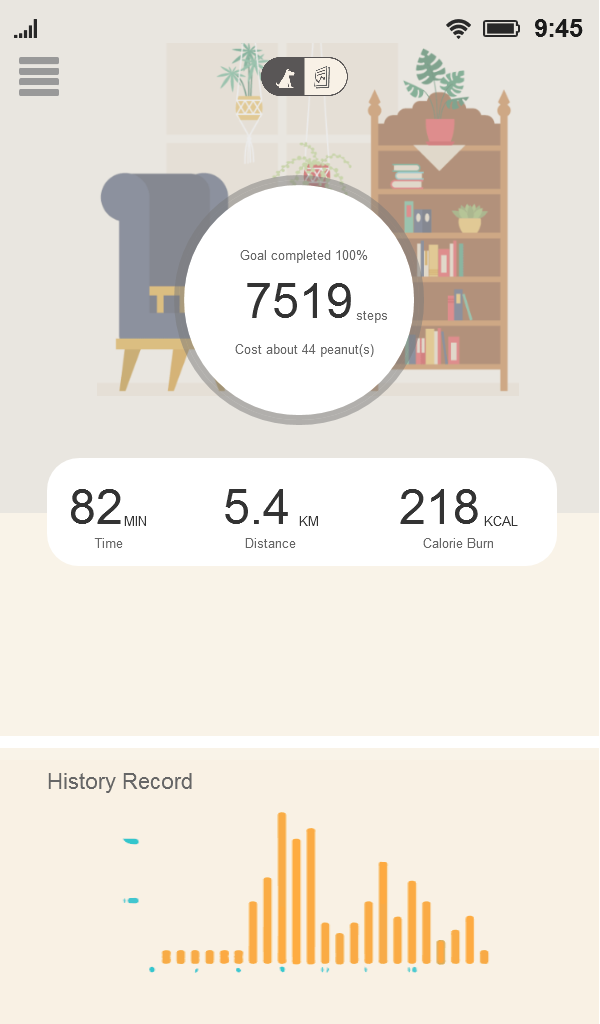 9:45
Goal completed 100%
7519 steps
Cost about 44 peanut(s)
82 MIN 5.4 KM 218 KCAL
Time Distance Calorie Burn
History Record